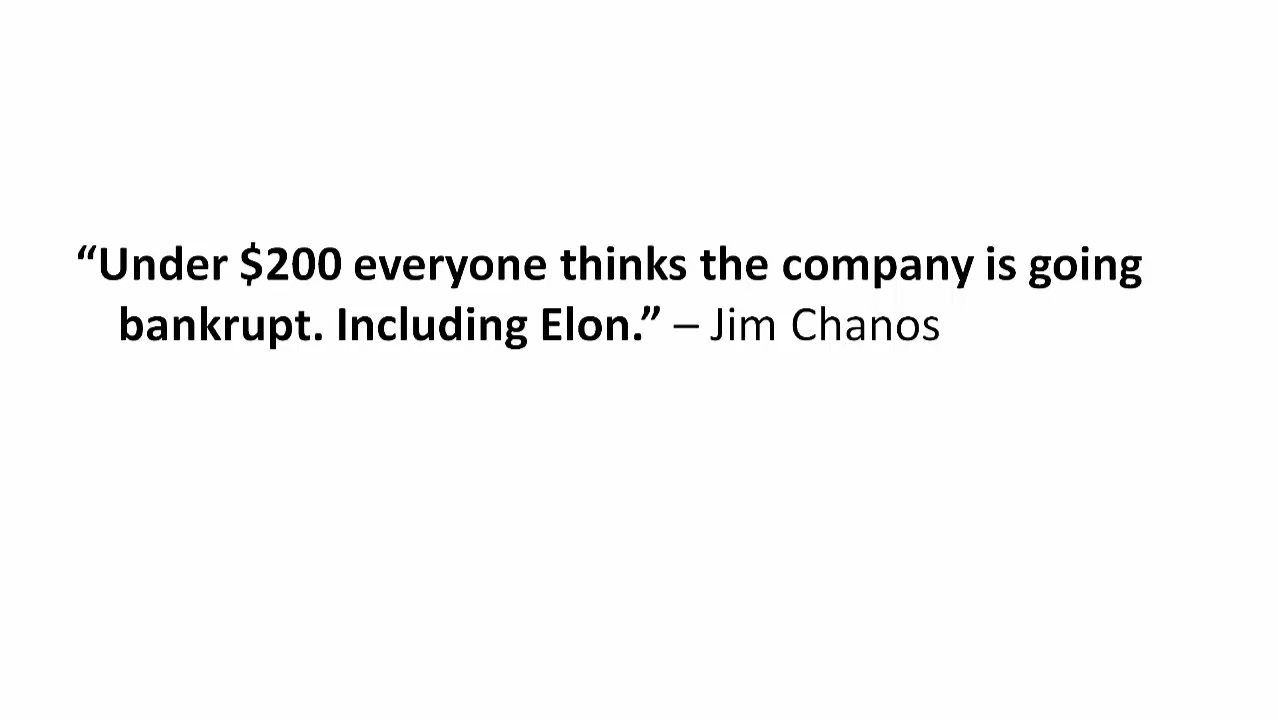 “Under $200 everyone thinks the company is going
bankrupt. Including Elon.” – Jim Chanos